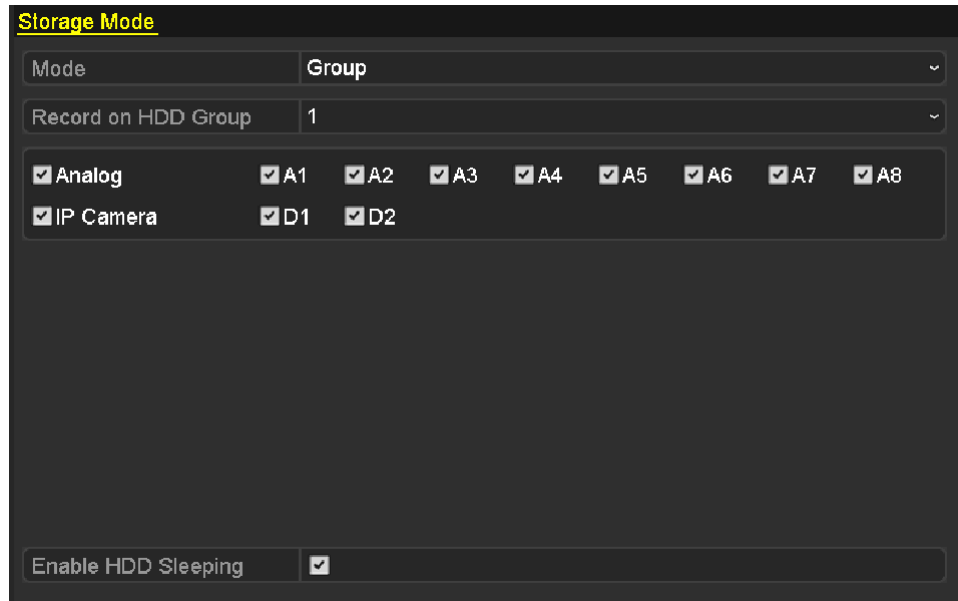 Storage Mode
Mode Group
Record on HDD Group 1
Analog A1 A2 A3 A4 A5 A6 A7 A8
IP Camera D1 D2
Enable HDD Sleeping